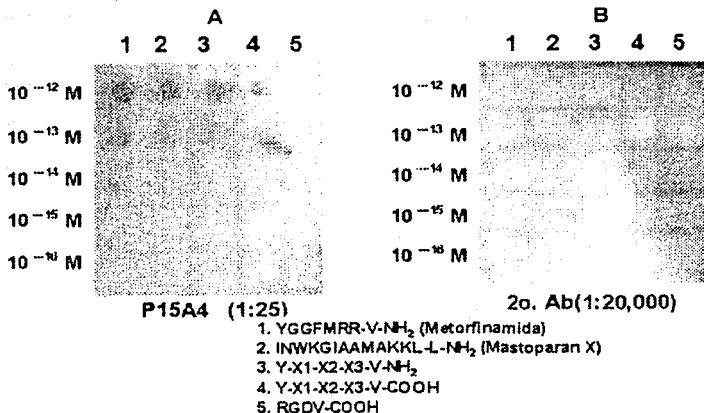 A
B
1 2 3 4 5
1 2 3 4 5
10⁻¹² M
10⁻¹³ M
10⁻¹⁴ M
10⁻¹⁵ M
10⁻¹⁶ M
10⁻¹² M
10⁻¹³ M
10⁻¹⁴ M
10⁻¹⁵ M
10⁻¹⁶ M
P15A4 (1:25)
2o. Ab(1:20,000)
1. YGGFMRR-V-NH₂ (Metorfinamida)
2. INWKGIAAMAKKL-L-NH₂ (Mastoparan X)
3. Y-X1-X2-X3-V-NH₂
4. Y-X1-X2-X3-V-COOH
5. RGDV-COOH